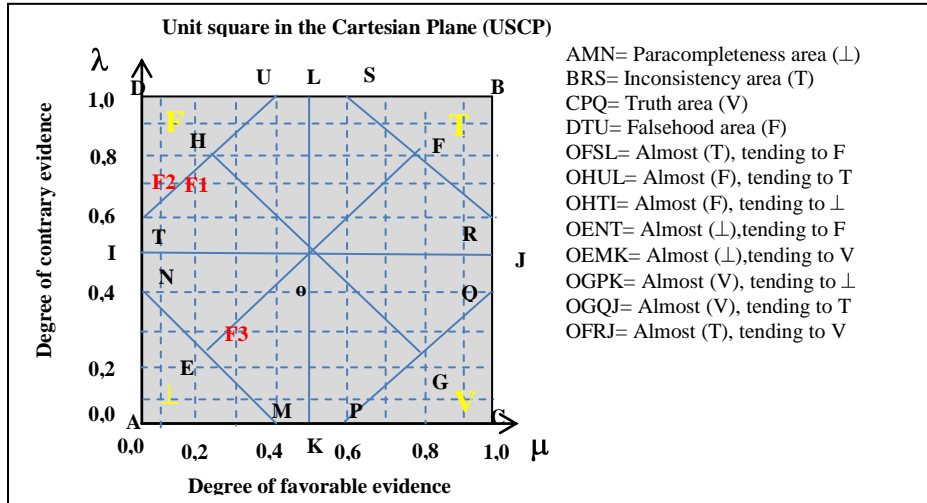 Unit square in the Cartesian Plane (USCP)
λ
D U L S B
1,0
F T
H F
0,8
F2 F1
0,6
T R
I J
N
0,4 o Q
F3
E
0,2 G
⊥ V
M P
0,0 A C
0,0 0,2 0,4 K 0,6 0,8 1,0 μ
Degree of contrary evidence
Degree of favorable evidence
AMN= Paracompleteness area (⊥)
BRS= Inconsistency area (T)
CPQ= Truth area (V)
DTU= Falsehood area (F)
OFSL= Almost (T), tending to F
OHUL= Almost (F), tending to T
OHTI= Almost (F), tending to ⊥
OENT= Almost (⊥),tending to F
OEMK= Almost (⊥),tending to V
OGPK= Almost (V), tending to ⊥
OGQJ= Almost (V), tending to T
OFRJ= Almost (T), tending to V